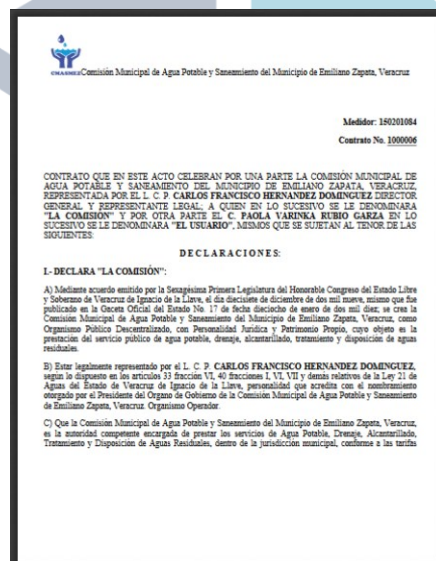 CMASMEZ Comisión Municipal de Agua Potable y Saneamiento del Municipio de Emiliano Zapata, Veracruz
Medidor: 150201084
Contrato No. 1000006
CONTRATO QUE EN ESTE ACTO CELEBRAN POR UNA PARTE LA COMISIÓN MUNICIPAL DE
AGUA POTABLE Y SANEAMIENTO DEL MUNICIPIO DE EMILIANO ZAPATA, VERACRUZ,
REPRESENTADA POR EL L. C. P. CARLOS FRANCISCO HERNANDEZ DOMINGUEZ DIRECTOR
GENERAL Y REPRESENTANTE LEGAL; A QUIEN EN LO SUCESIVO SE LE DENOMINARA
"LA COMISIÓN" Y POR OTRA PARTE EL C. PAOLA VARINKA RUBIO GARZA EN LO
SUCESIVO SE LE DENOMINARA "EL USUARIO", MISMOS QUE SE SUJETAN AL TENOR DE LAS
SIGUIENTES:
DECLARACIONES:
I.- DECLARA "LA COMISIÓN":
A) Mediante acuerdo emitido por la Sexagésima Primera Legislatura del Honorable Congreso del Estado Libre
y Soberano de Veracruz de Ignacio de la Llave, el día diecisiete de diciembre de dos mil nueve, mismo que fue
publicado en la Gaceta Oficial del Estado No. 17 de fecha dieciocho de enero de dos mil diez, se crea la
Comisión Municipal de Agua Potable y Saneamiento del Municipio de Emiliano Zapata, Veracruz, como
Organismo Público Descentralizado, con Personalidad Jurídica y Patrimonio Propio, cuyo objeto es la
prestación del servicio público de agua potable, drenaje, alcantarillado, tratamiento y disposición de aguas
residuales.
B) Estar legalmente representado por el L. C. P. CARLOS FRANCISCO HERNANDEZ DOMINGUEZ,
según lo dispuesto en los artículos 33 fracción VI, 40 fracciones I, VI, VII y demás relativos de la Ley 21 de
Aguas del Estado de Veracruz de Ignacio de la Llave, personalidad que acredita con el nombramiento
otorgado por el Presidente del Órgano de Gobierno de la Comisión Municipal de Agua Potable y Saneamiento
de Emiliano Zapata, Veracruz. Organismo Operador.
C) Que la Comisión Municipal de Agua Potable y Saneamiento del Municipio de Emiliano Zapata, Veracruz,
es la autoridad competente encargada de prestar los servicios de Agua Potable, Drenaje, Alcantarillado,
Tratamiento y Disposición de Aguas Residuales, dentro de la jurisdicción municipal, conforme a las tarifas